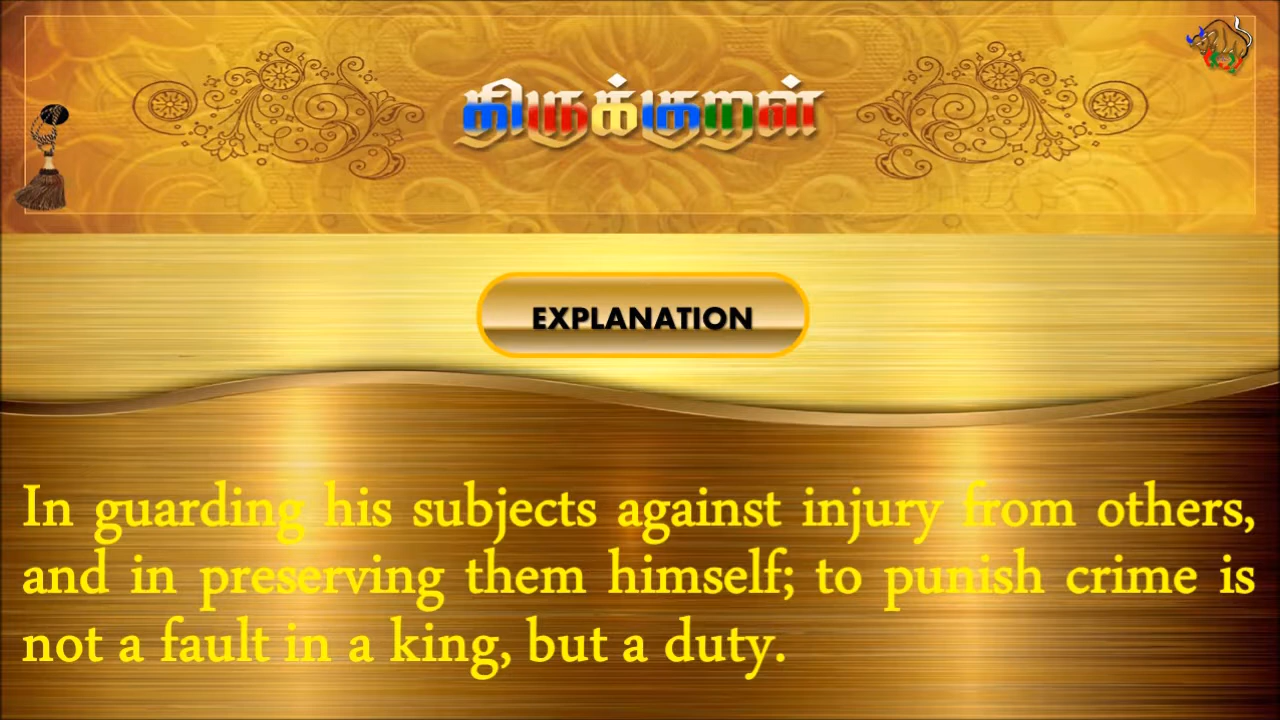 திருக்குறள்
EXPLANATION
In guarding his subjects against injury from others,
and in preserving them himself; to punish crime is
not a fault in a king, but a duty.